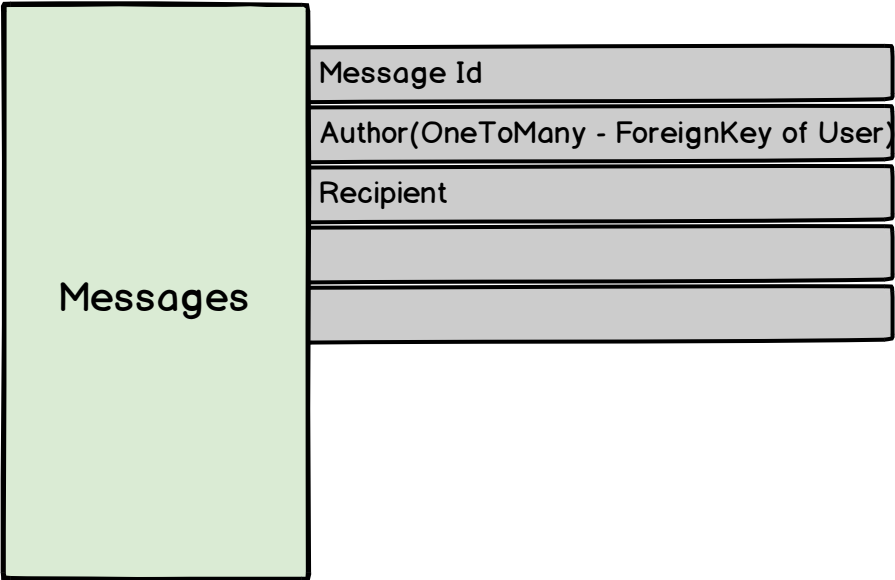 Message Id
Author(OneToMany - ForeignKey of User)
Recipient
Messages